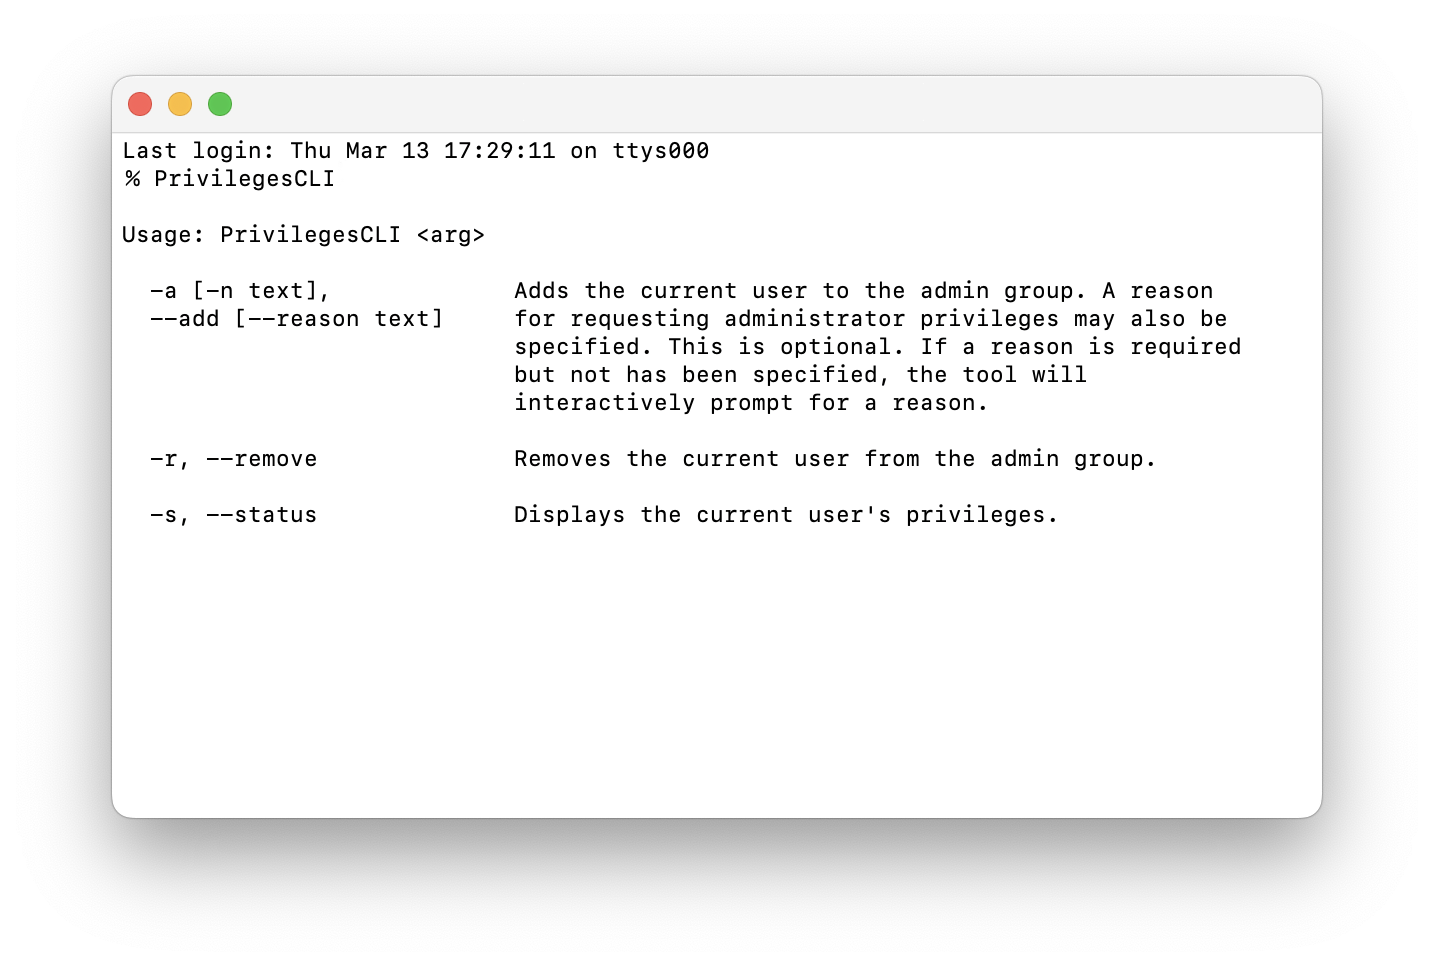 Last login: Thu Mar 13 17:29:11 on ttys000
% PrivilegesCLI
Usage: PrivilegesCLI <arg>
-a [-n text],                Adds the current user to the admin group. A reason
--add [--reason text]     for requesting administrator privileges may also be
specified. This is optional. If a reason is required
but not has been specified, the tool will
interactively prompt for a reason.
-r, --remove              Removes the current user from the admin group.
-s, --status              Displays the current user's privileges.